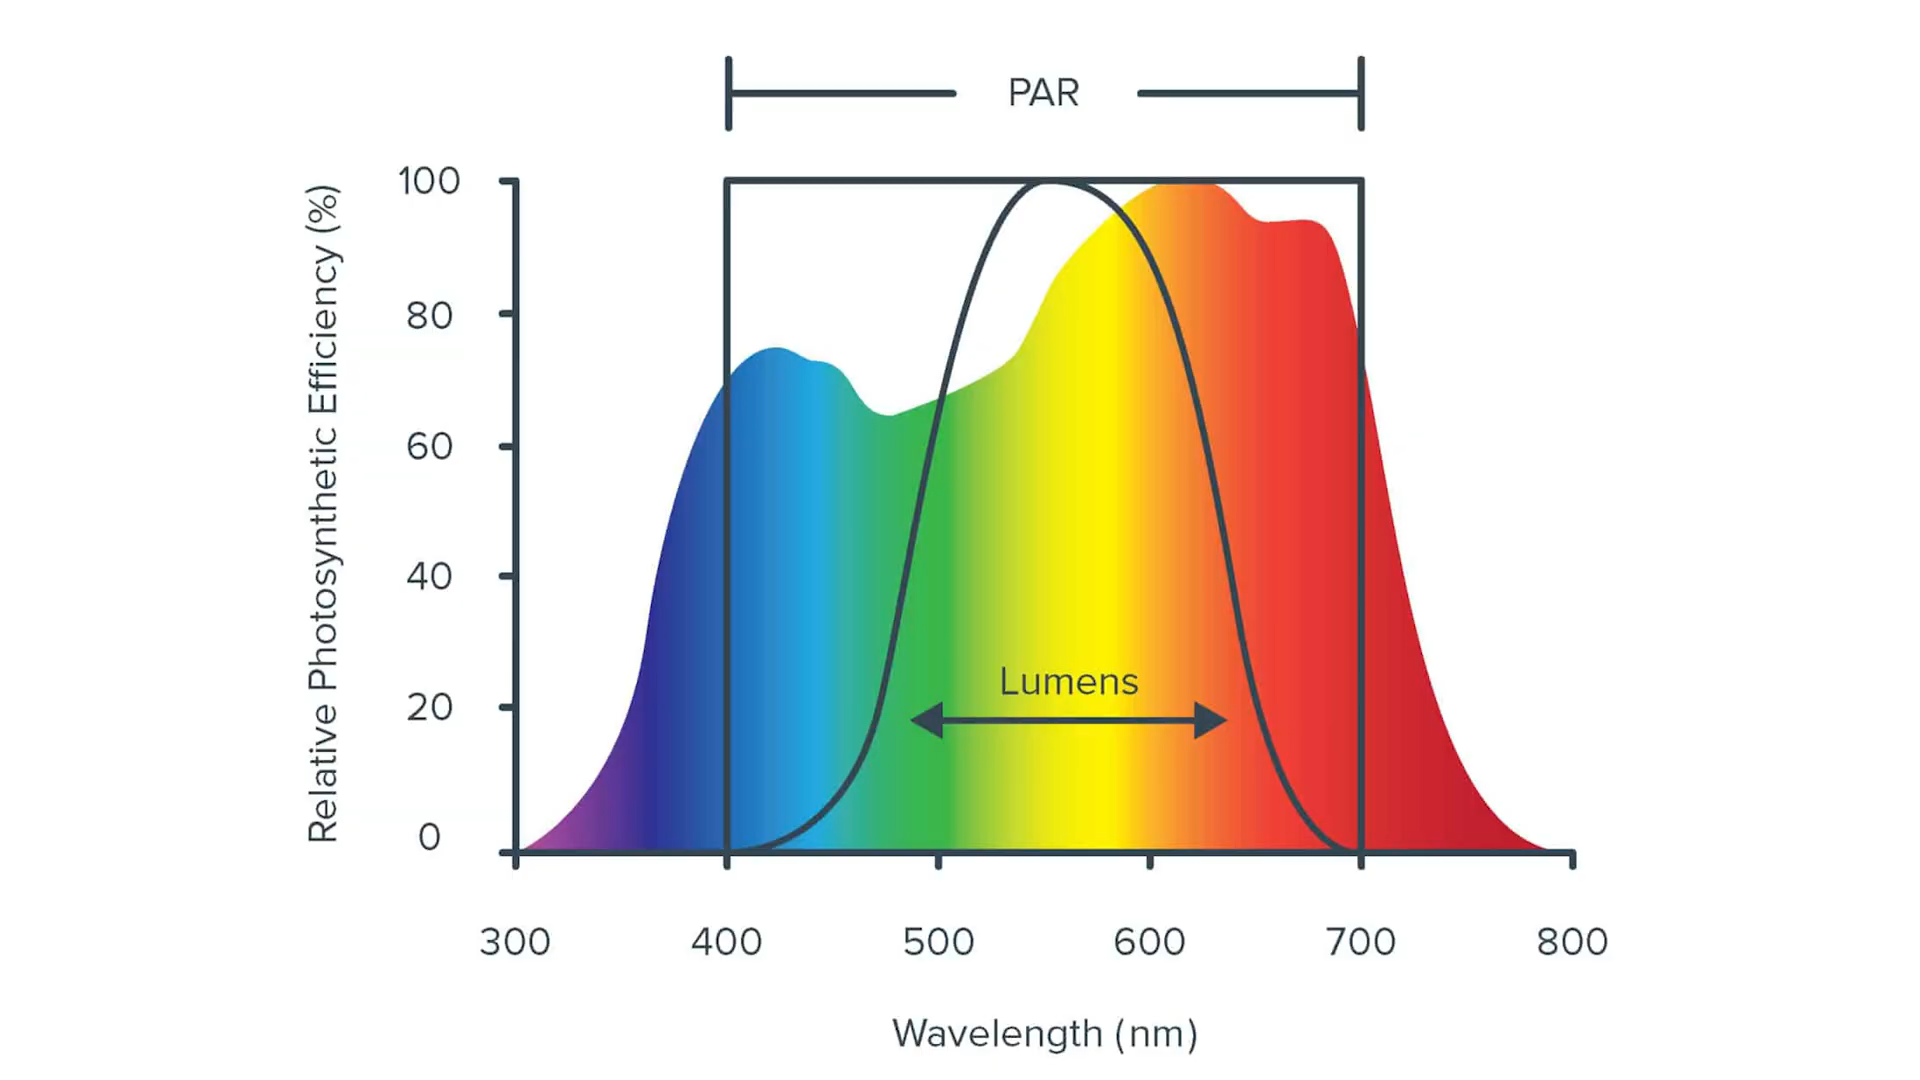 PAR
Relative Photosynthetic Efficiency (%)
100
80
60
40
20
0
Lumens
300 400 500 600 700 800
Wavelength (nm)